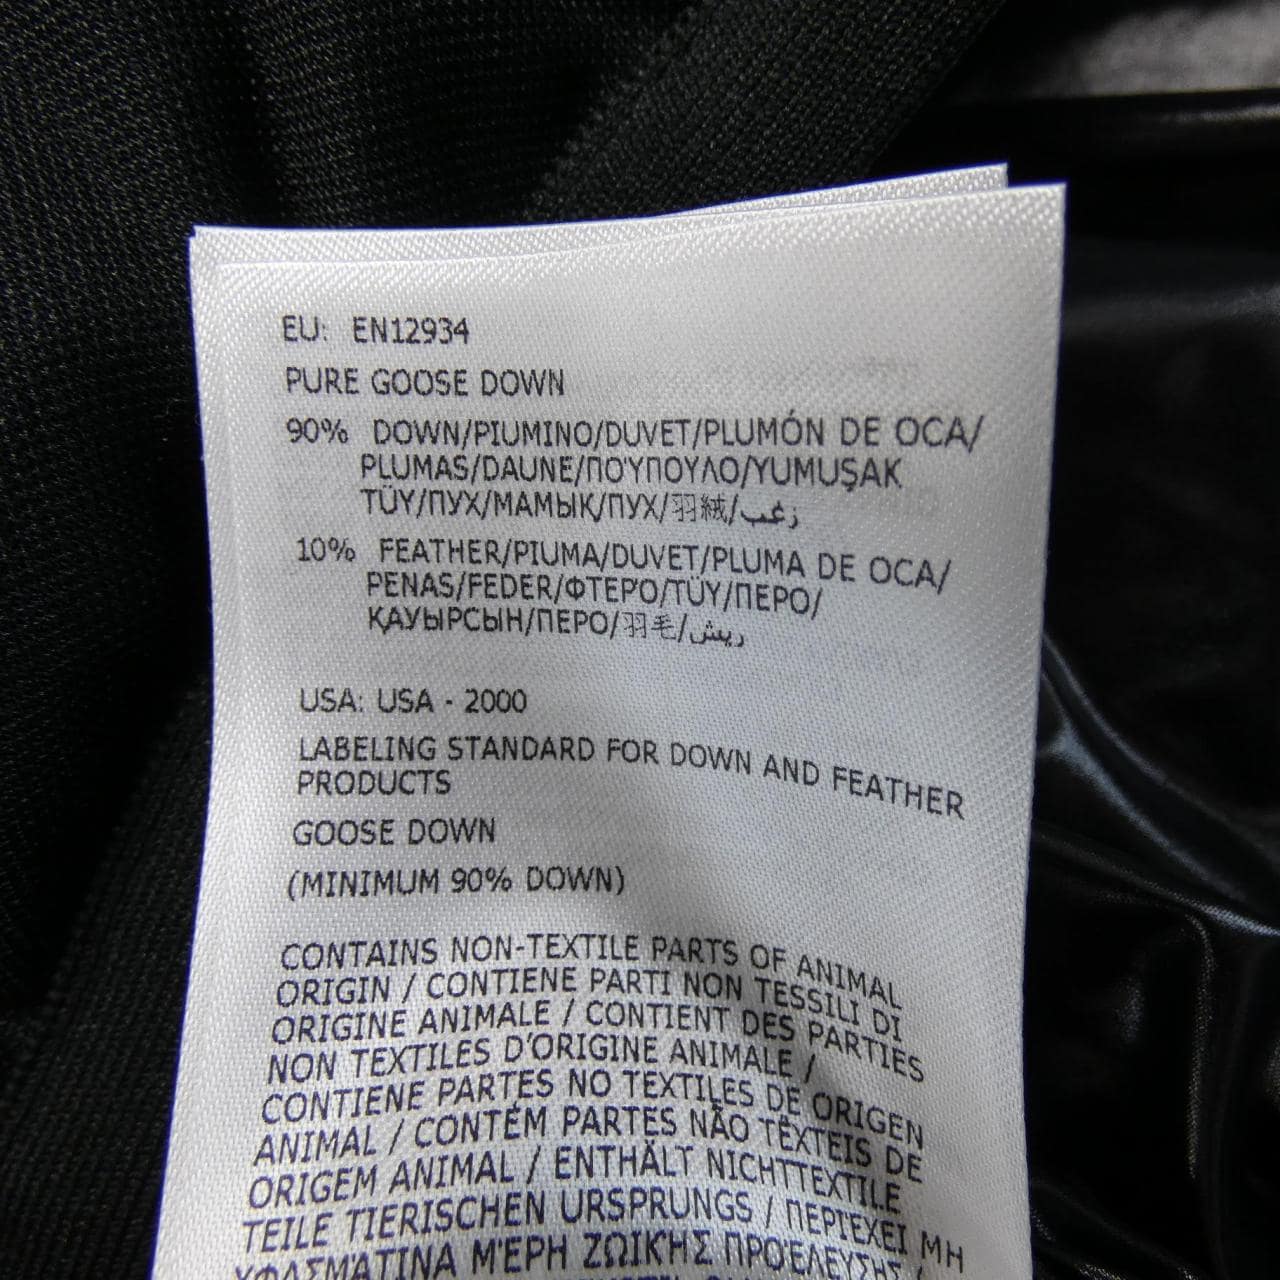 EU: EN12934
PURE GOOSE DOWN
90% DOWN/PIUMINO/DUVET/PLUMÓN DE OCA/
PLUMAS/DAUNE/ΠΟΎΠΟΥΛΟ/YUMUŞAK
TÜY/ПУХ/МАМЫК/ПУХ/羽絨/زغب
10% FEATHER/PIUMA/DUVET/PLUMA DE OCA/
PENAS/FEDER/ΦΤΕΡΌ/TÜY/ПЕРО/
ҚАУЫРСЫН/ПЕРО/羽毛/ريش
USA: USA - 2000
LABELING STANDARD FOR DOWN AND FEATHER
PRODUCTS
GOOSE DOWN
(MINIMUM 90% DOWN)
CONTAINS NON-TEXTILE PARTS OF ANIMAL
ORIGIN / CONTIENE PARTI NON TESSILI DI
ORIGINE ANIMALE / CONTIENT DES PARTIES
NON TEXTILES D'ORIGINE ANIMALE /
CONTIENE PARTES NO TEXTILES DE ORIGEN
ANIMAL / CONTÉM PARTES NÃO TÊXTEIS DE
ORIGEM ANIMAL / ENTHÄLT NICHTTEXTILE
TEILE TIERISCHEN URSPRUNGS / ΠΕΡΙΈΧΕΙ ΜΗ
ΥΦΑΣΜΆΤΙΝΑ ΜΈΡΗ ΖΩΙΚΉΣ ΠΡΟΈΛΕΥΣΗΣ /